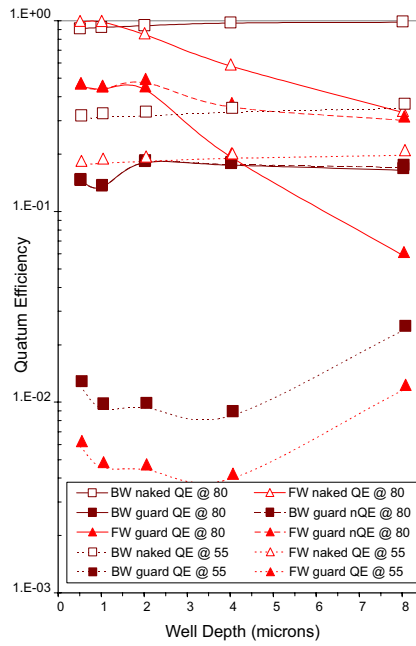 1.E+00
1.E-01
1.E-02
1.E-03
Quatum Efficiency
BW naked QE @ 80
FW naked QE @ 80
BW guard QE @ 80
BW guard nQE @ 80
FW guard QE @ 80
FW guard nQE @ 80
BW naked QE @ 55
FW naked QE @ 55
BW guard QE @ 55
FW guard QE @ 55
0 1 2 3 4 5 6 7 8
Well Depth (microns)